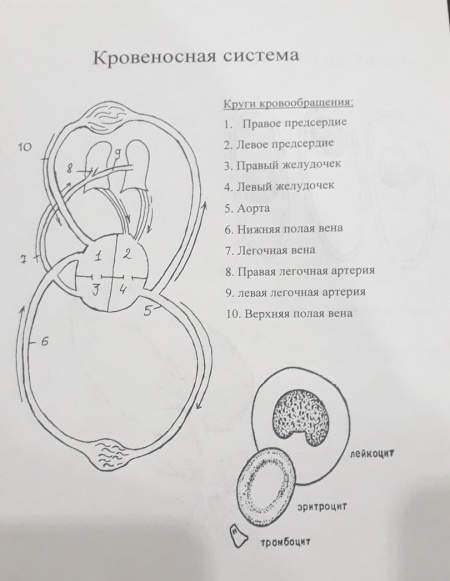 Кровеносная система
Круги кровообращения:
1. Правое предсердие
2. Левое предсердие
3. Правый желудочек
4. Левый желудочек
5. Аорта
6. Нижняя полая вена
7. Легочная вена
8. Правая легочная артерия
9. левая легочная артерия
10. Верхняя полая вена
10
8
9
7
1 2
3 4
5
6
лейкоцит
эритроцит
тромбоцит